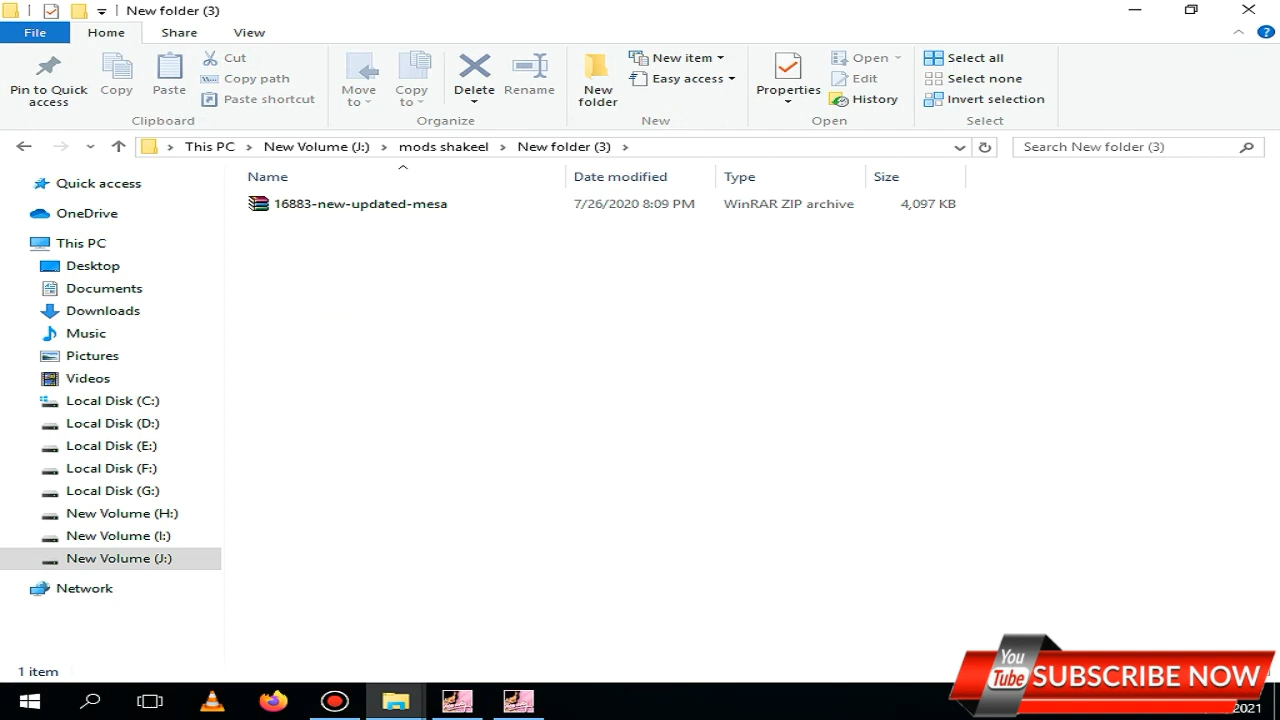 New folder (3)
File Home Share View
Pin to Quick access
Copy
Paste
Cut
Copy path
Paste shortcut
Clipboard
Move to
Copy to
Delete
Rename
Organize
New folder
New item
Easy access
New
Properties
Open
Edit
History
Open
Select all
Select none
Invert selection
Select
This PC New Volume (J:) mods shakeel New folder (3)
Search New folder (3)
Name Date modified Type Size
16883-new-updated-mesa 7/26/2020 8:09 PM WinRAR ZIP archive 4,097 KB
Quick access
OneDrive
This PC
Desktop
Documents
Downloads
Music
Pictures
Videos
Local Disk (C:)
Local Disk (D:)
Local Disk (E:)
Local Disk (F:)
Local Disk (G:)
New Volume (H:)
New Volume (I:)
New Volume (J:)
Network
1 item
You Tube SUBSCRIBE NOW
2021